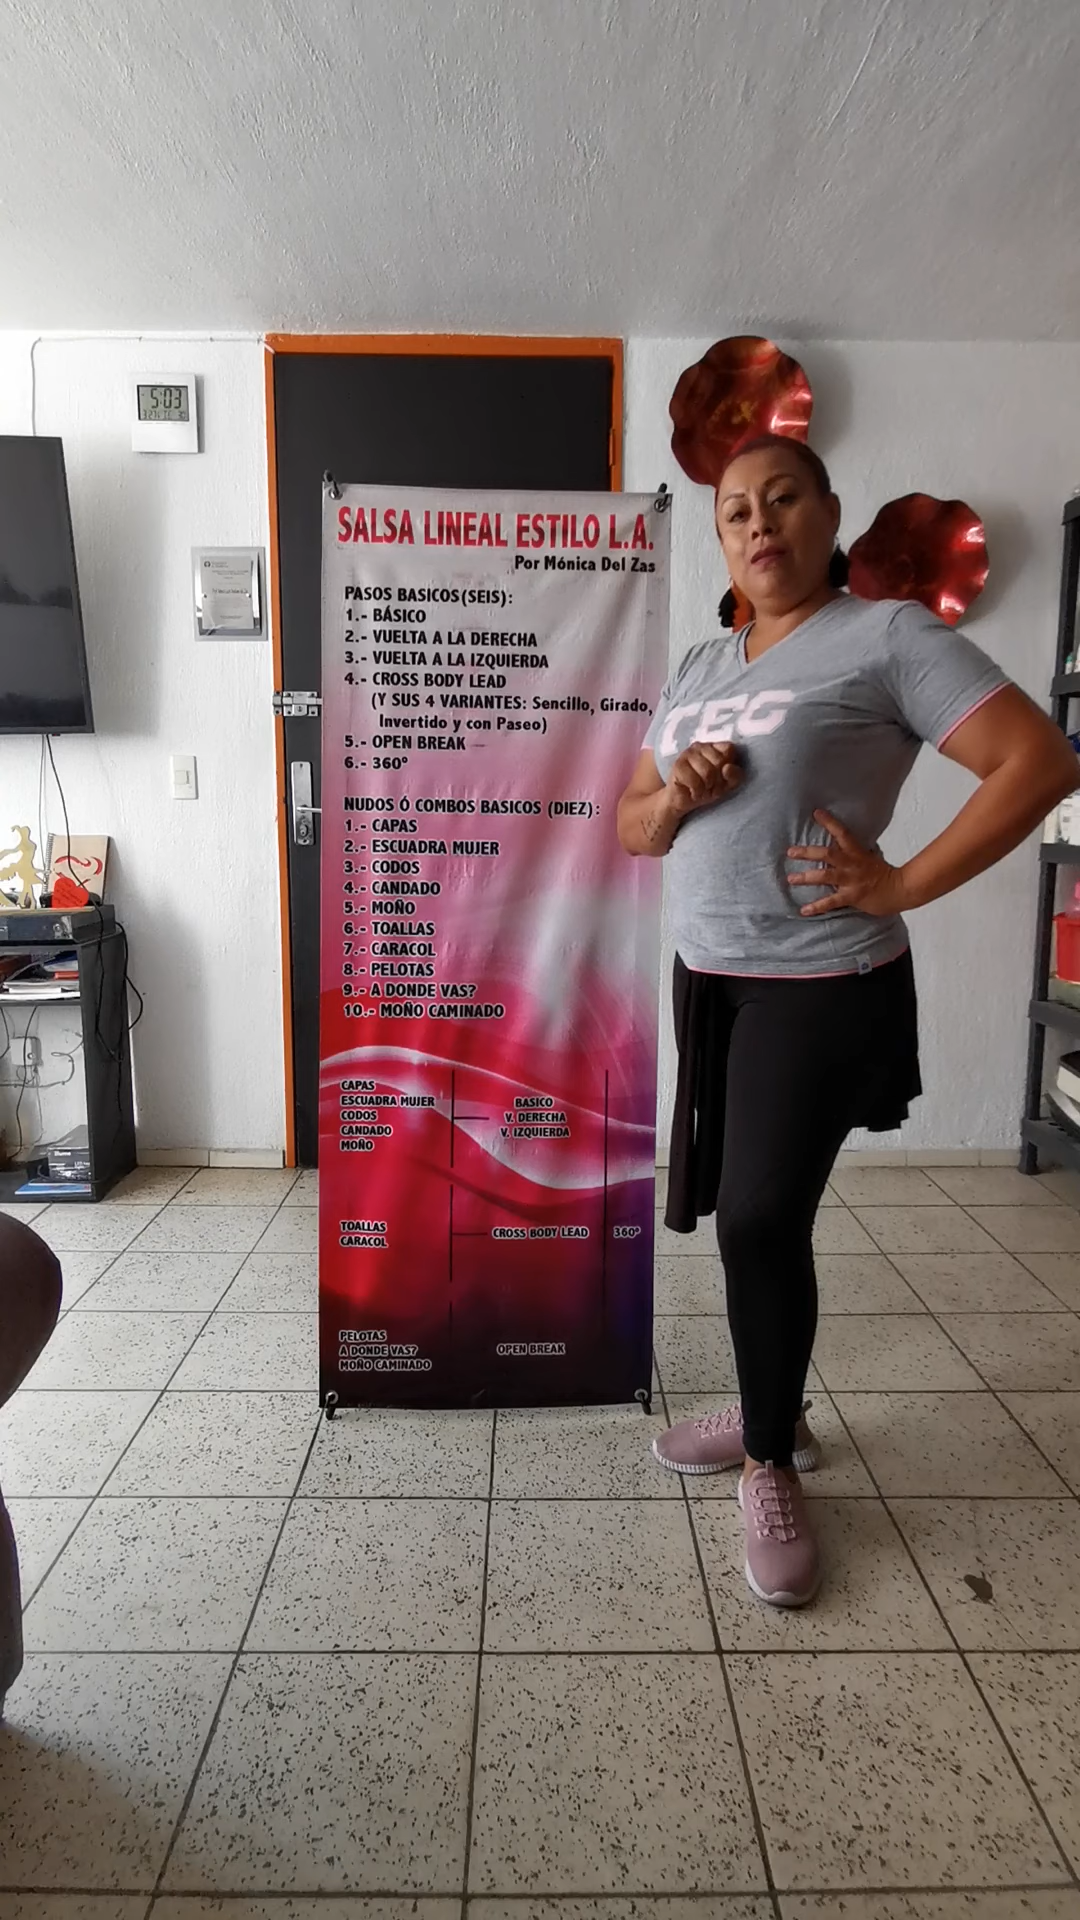 5:03
SALSA LINEAL ESTILO L.A.
Por Mónica Del Zas
PASOS BASICOS(SEIS):
1.- BÁSICO
2.- VUELTA A LA DERECHA
3.- VUELTA A LA IZQUIERDA
4.- CROSS BODY LEAD
(Y SUS 4 VARIANTES: Sencillo, Girado,
Invertido y con Paseo)
5.- OPEN BREAK
6.- 360º
NUDOS Ó COMBOS BASICOS (DIEZ):
1.- CAPAS
2.- ESCUADRA MUJER
3.- CODOS
4.- CANDADO
5.- MOÑO
6.- TOALLAS
7.- CARACOL
8.- PELOTAS
9.- A DONDE VAS?
10.- MOÑO CAMINADO
CAPAS
ESCUADRA MUJER
CODOS
CANDADO
MOÑO
BASICO
V. DERECHA
V. IZQUIERDA
TOALLAS
CARACOL
CROSS BODY LEAD
360º
PELOTAS
A DONDE VAS?
MOÑO CAMINADO
OPEN BREAK
TEC